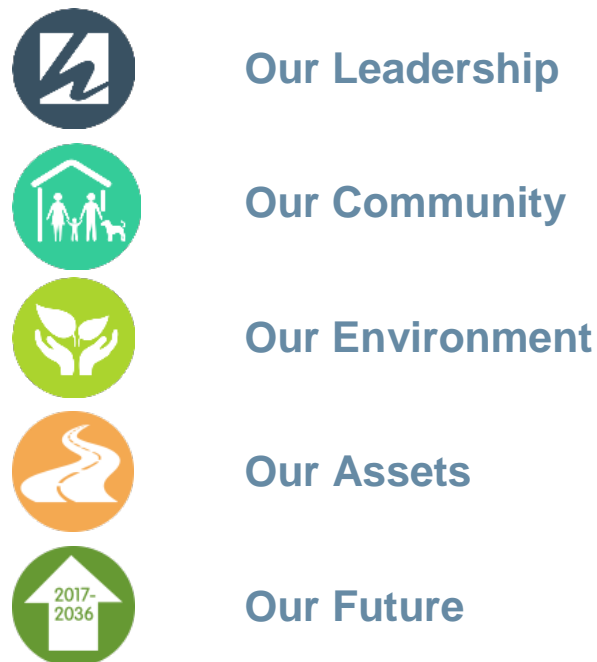 Our Leadership
Our Community
Our Environment
Our Assets
2017-
2036
Our Future